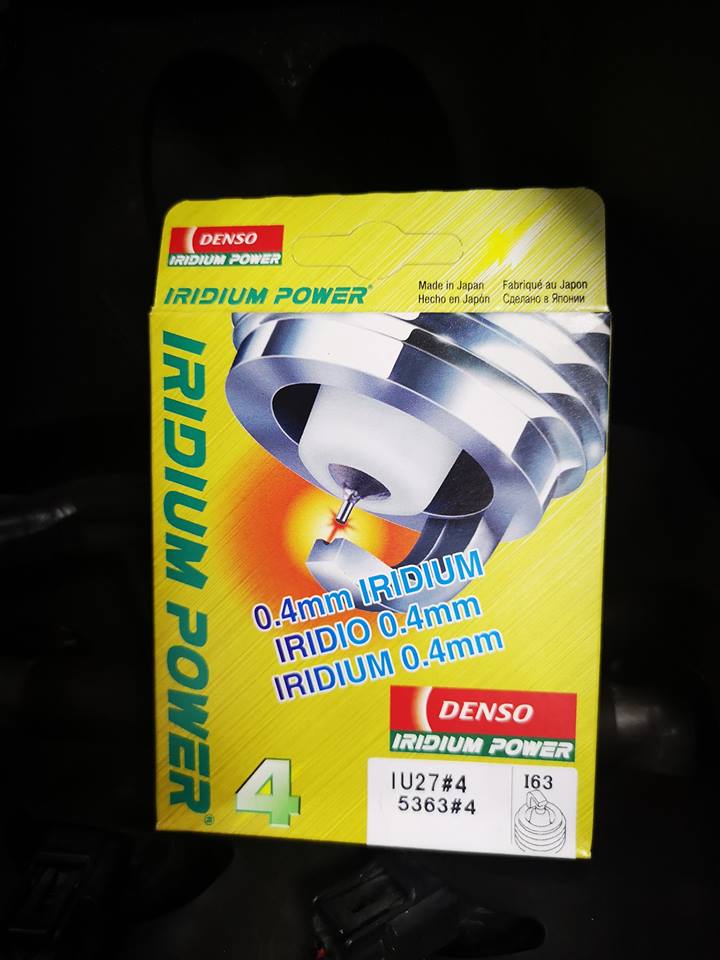 DENSO
IRIDIUM POWER
IRIDIUM POWER®
Made in Japan Fabriqué au Japon
Hecho en Japón Сделано в Японии
IRIDIUM POWER®
0.4mm IRIDIUM
IRIDIO 0.4mm
IRIDIUM 0.4mm
DENSO
IRIDIUM POWER
4
IU27#4
5363#4
I63